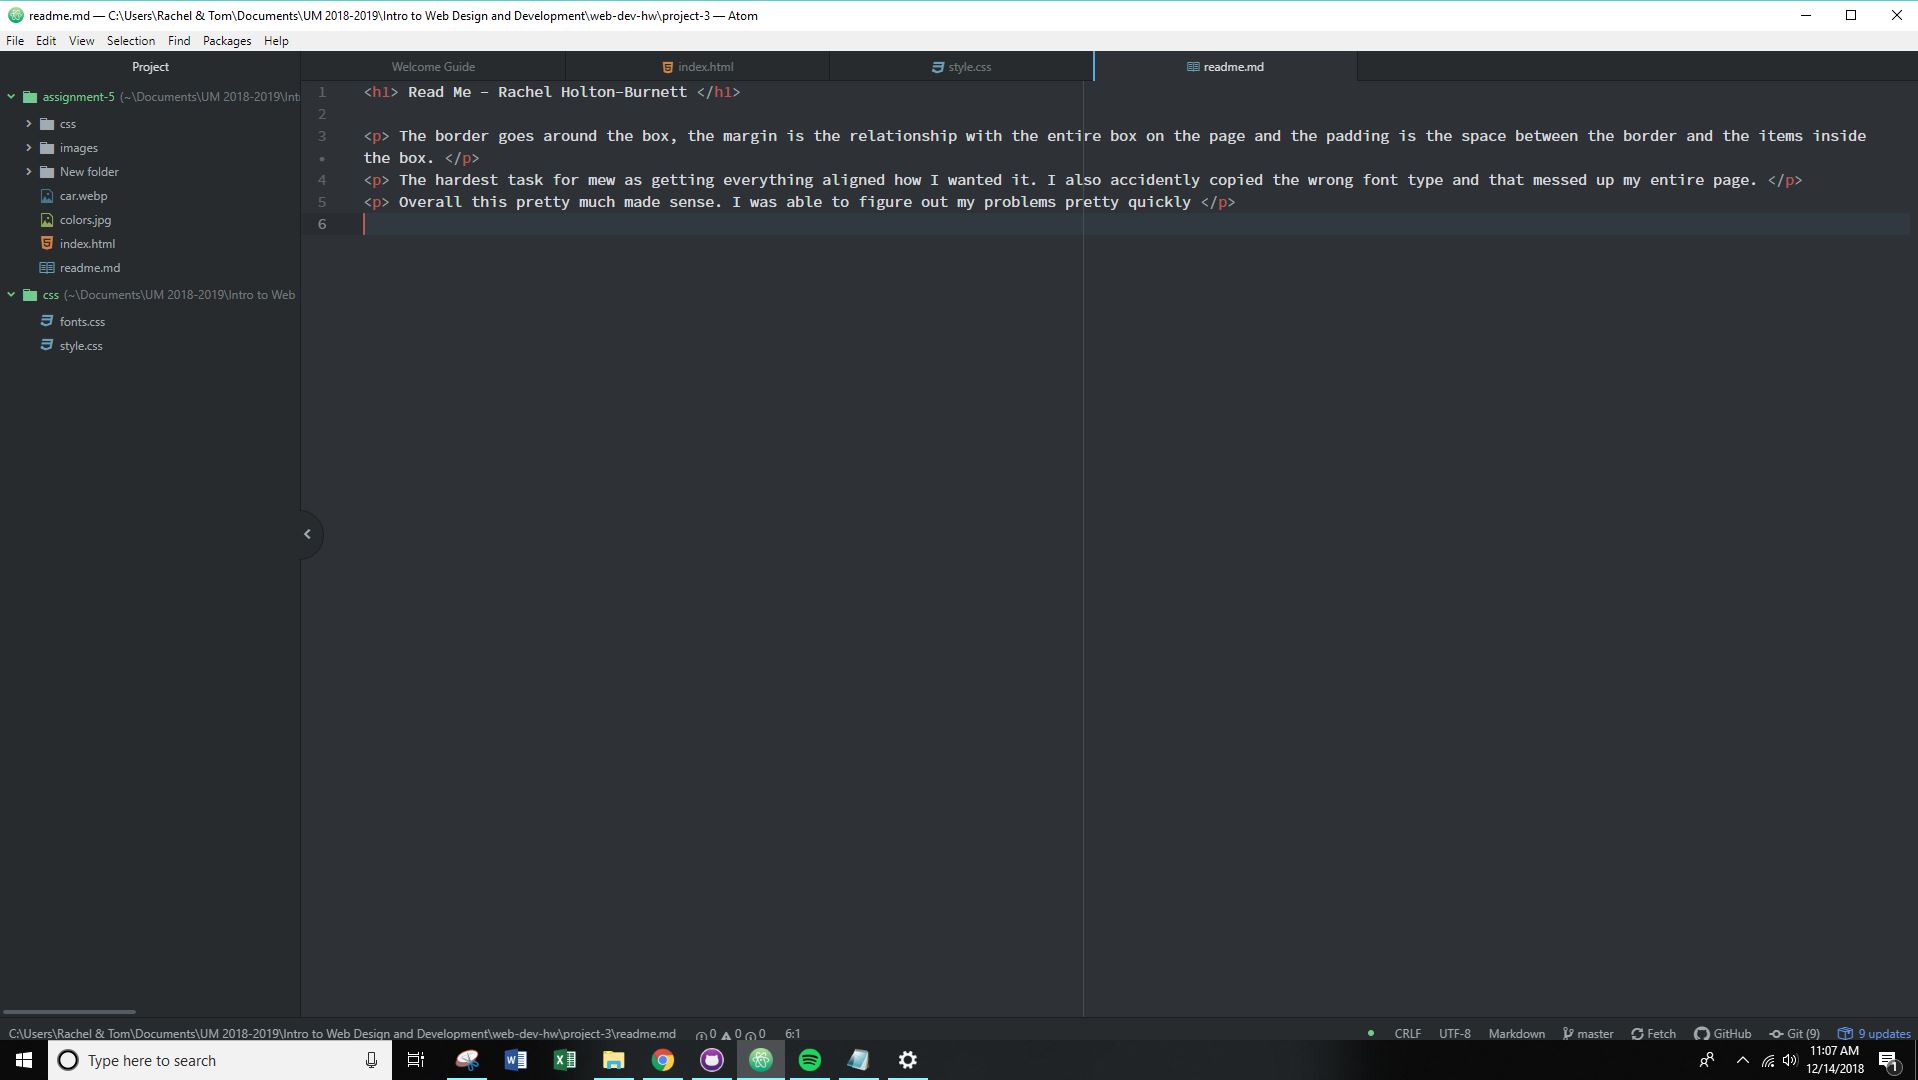 readme.md — C:\Users\Rachel & Tom\Documents\UM 2018-2019\Intro to Web Design and Development\web-dev-hw\project-3 — Atom
File Edit View Selection Find Packages Help
Project
Welcome Guide
index.html
style.css
readme.md
assignment-5 (~\Documents\UM 2018-2019\Int
css
images
New folder
car.webp
colors.jpg
index.html
readme.md
css (~\Documents\UM 2018-2019\Intro to Web
fonts.css
style.css
1 <h1> Read Me - Rachel Holton-Burnett </h1>
2
3 <p> The border goes around the box, the margin is the relationship with the entire box on the page and the padding is the space between the border and the items inside
• the box. </p>
4 <p> The hardest task for mew as getting everything aligned how I wanted it. I also accidently copied the wrong font type and that messed up my entire page. </p>
5 <p> Overall this pretty much made sense. I was able to figure out my problems pretty quickly </p>
6
C:\Users\Rachel & Tom\Documents\UM 2018-2019\Intro to Web Design and Development\web-dev-hw\project-3\readme.md 0 0 0 6:1
CRLF UTF-8 Markdown master Fetch GitHub Git (9) 9 updates
Type here to search
11:07 AM
12/14/2018
1